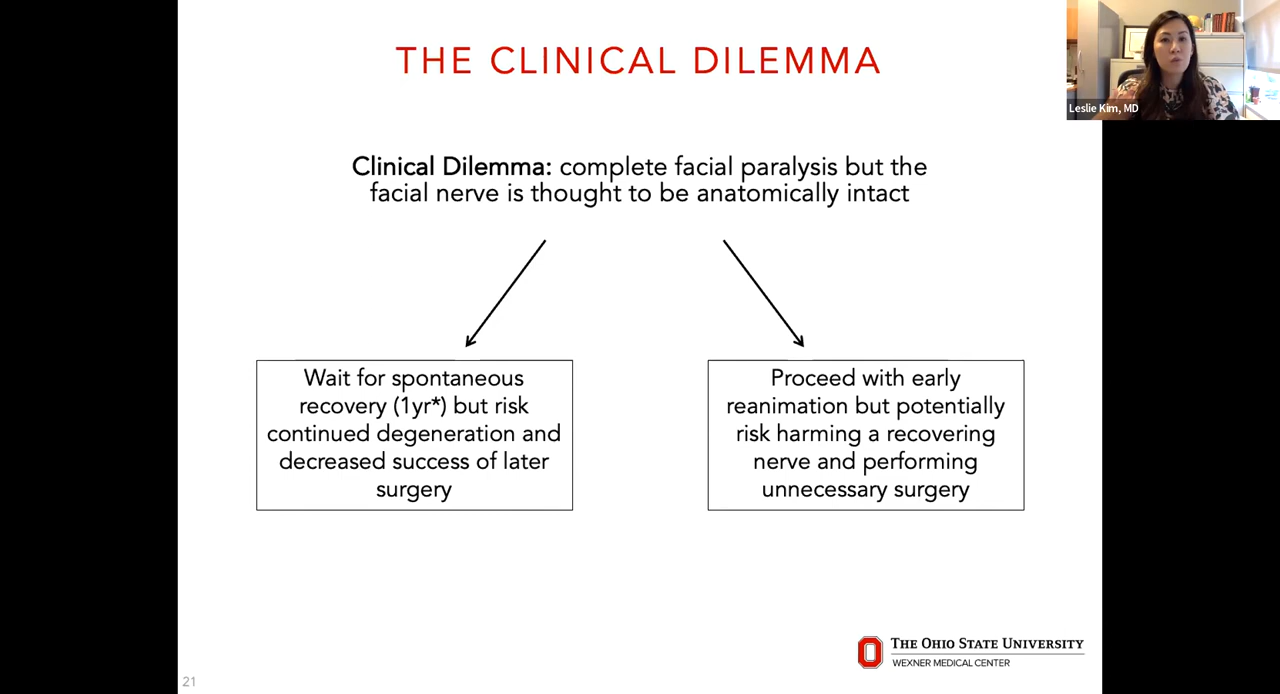 THE CLINICAL DILEMMA
Leslie Kim, MD
Clinical Dilemma: complete facial paralysis but the
facial nerve is thought to be anatomically intact
Wait for spontaneous
recovery (1yr*) but risk
continued degeneration and
decreased success of later
surgery
Proceed with early
reanimation but potentially
risk harming a recovering
nerve and performing
unnecessary surgery
THE OHIO STATE UNIVERSITY
WEXNER MEDICAL CENTER
21